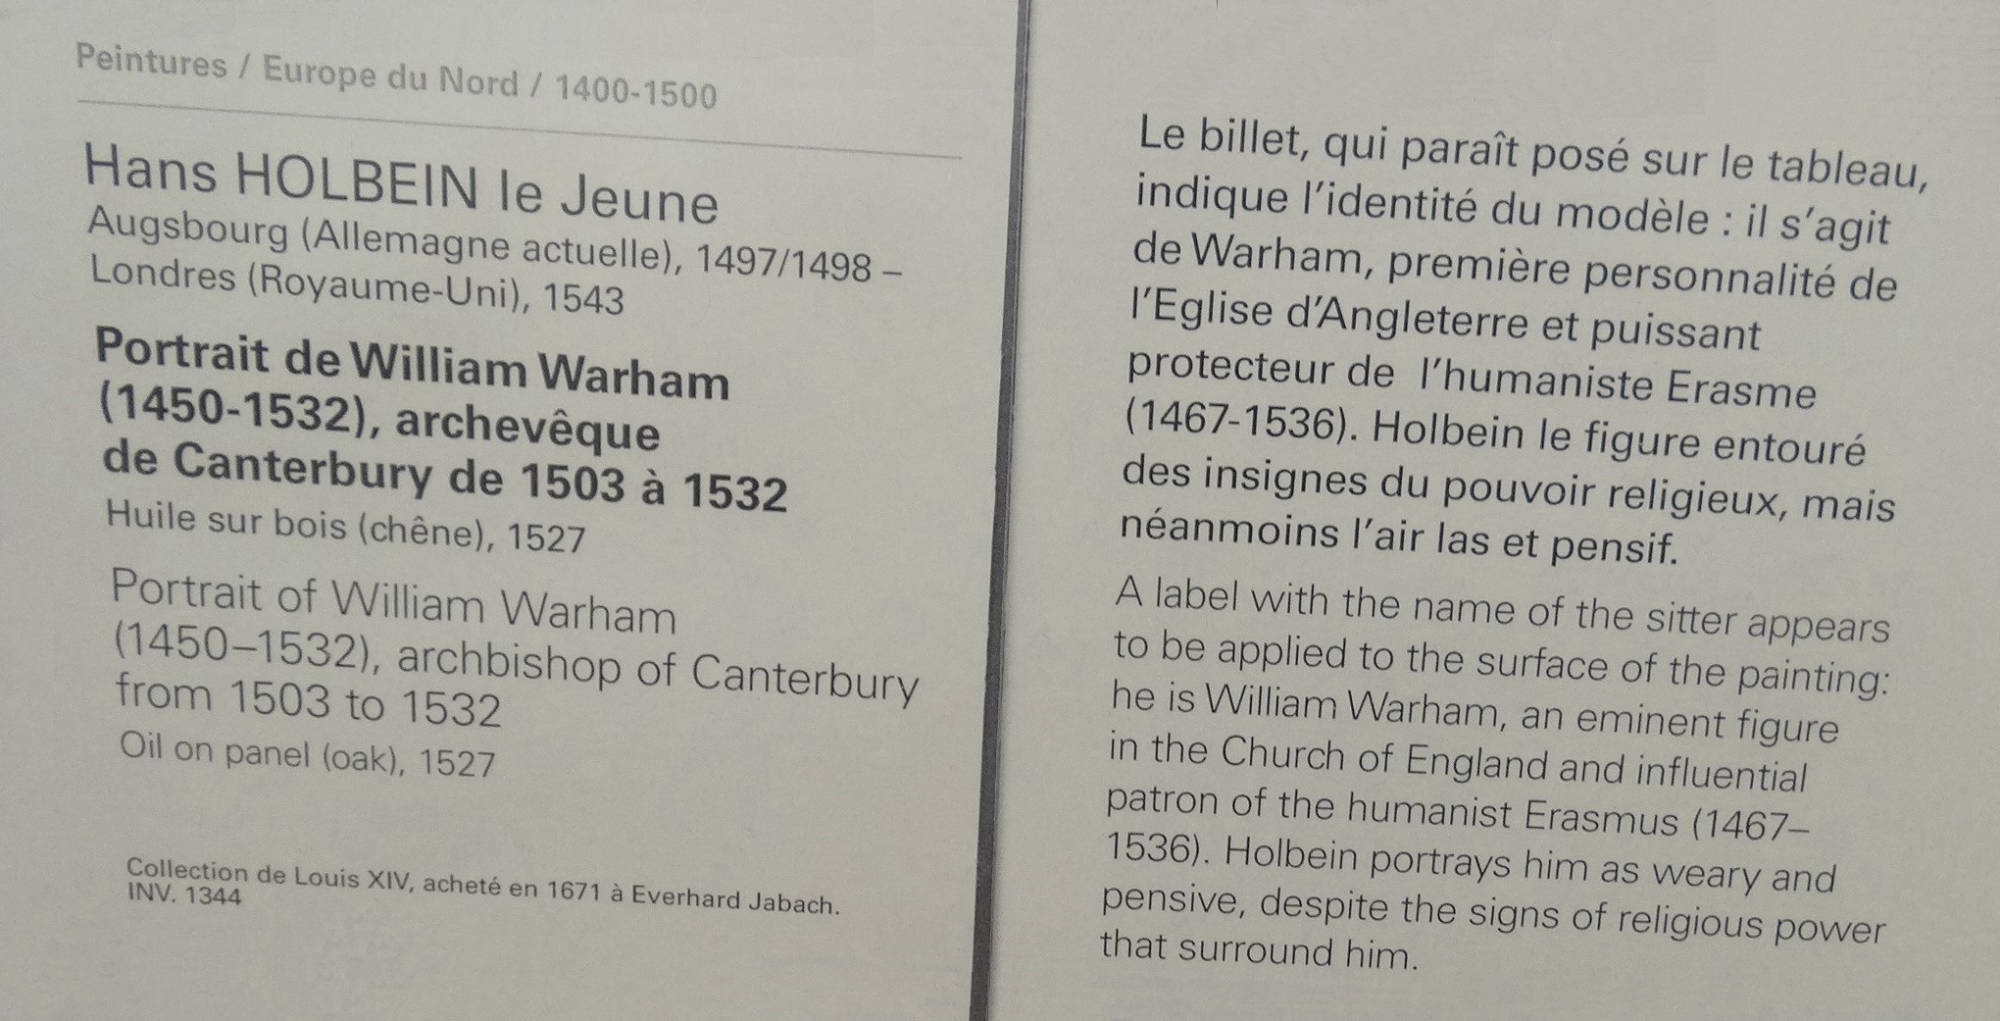 Peintures / Europe du Nord / 1400-1500
Hans HOLBEIN le Jeune
Augsbourg (Allemagne actuelle), 1497/1498 –
Londres (Royaume-Uni), 1543
Portrait de William Warham
(1450-1532), archevêque
de Canterbury de 1503 à 1532
Huile sur bois (chêne), 1527
Portrait of William Warham
(1450–1532), archbishop of Canterbury
from 1503 to 1532
Oil on panel (oak), 1527
Collection de Louis XIV, acheté en 1671 à Everhard Jabach.
INV. 1344
Le billet, qui paraît posé sur le tableau,
indique l'identité du modèle : il s'agit
de Warham, première personnalité de
l'Eglise d'Angleterre et puissant
protecteur de l'humaniste Erasme
(1467-1536). Holbein le figure entouré
des insignes du pouvoir religieux, mais
néanmoins l'air las et pensif.
A label with the name of the sitter appears
to be applied to the surface of the painting:
he is William Warham, an eminent figure
in the Church of England and influential
patron of the humanist Erasmus (1467–
1536). Holbein portrays him as weary and
pensive, despite the signs of religious power
that surround him.